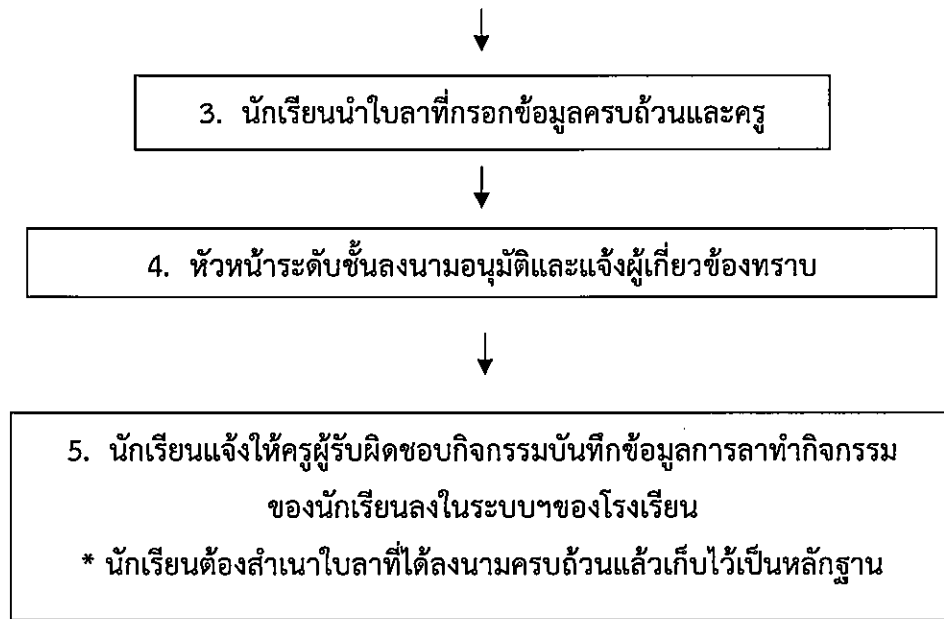 3. นักเรียนนำใบลาที่กรอกข้อมูลครบถ้วนและครู
4. หัวหน้าระดับชั้นลงนามอนุมัติและแจ้งผู้เกี่ยวข้องทราบ
5. นักเรียนแจ้งให้ครูผู้รับผิดชอบกิจกรรมบันทึกข้อมูลการลาทำกิจกรรม
ของนักเรียนลงในระบบฯของโรงเรียน
* นักเรียนต้องสำเนาใบลาที่ได้ลงนามครบถ้วนแล้วเก็บไว้เป็นหลักฐาน